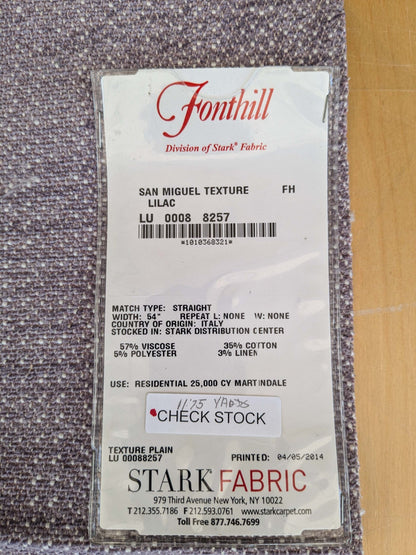 Fonthill
Division of Stark® Fabric
SAN MIGUEL TEXTURE FH
LILAC
LU 0008 8257
*1010368321*
MATCH TYPE: STRAIGHT
WIDTH: 54" REPEAT L: NONE W: NONE
COUNTRY OF ORIGIN: ITALY
STOCKED IN: STARK DISTRIBUTION CENTER
57% VISCOSE 35% COTTON
5% POLYESTER 3% LINEN
USE: RESIDENTIAL 25,000 CY MARTINDALE
11.75 YARDS
CHECK STOCK
TEXTURE PLAIN
LU 00088257 PRINTED: 04/05/2014
STARK FABRIC
979 Third Avenue New York, NY 10022
T 212.355.7186 F 212.593.0761 www.starkcarpet.com
Toll Free 877.746.7699